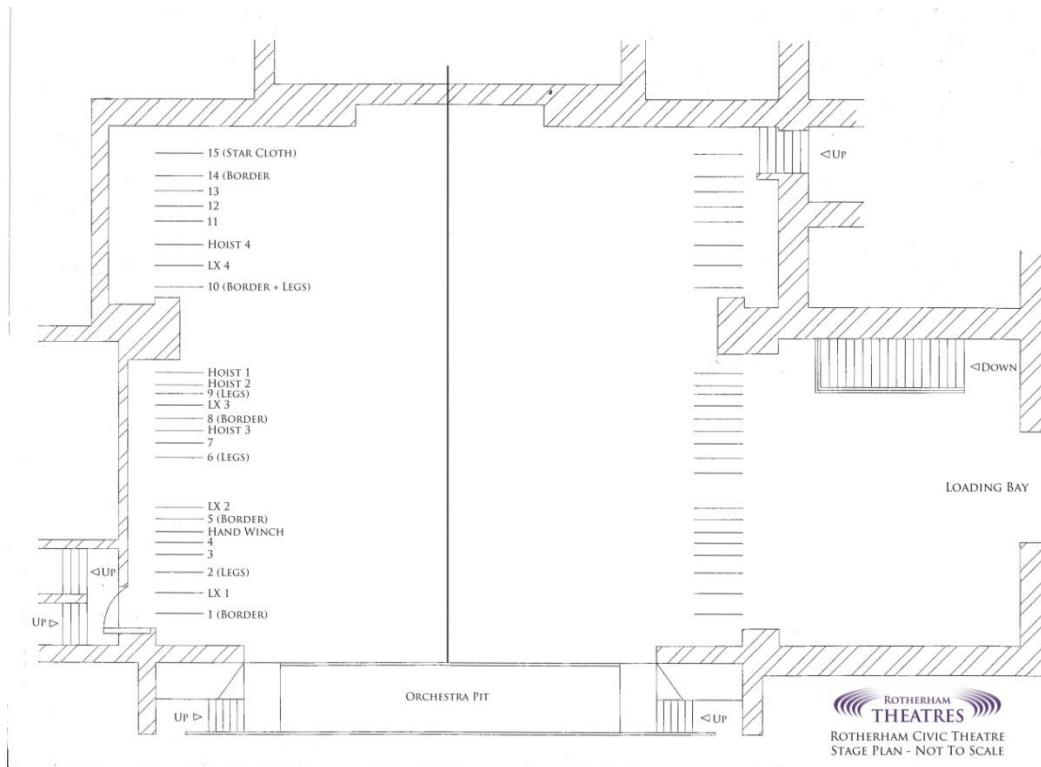 15 (Star Cloth)
14 (Border
13
12
11
Hoist 4
LX 4
10 (Border + Legs)
Up
Hoist 1
Hoist 2
9 (Legs)
LX 3
8 (Border)
Hoist 3
7
6 (Legs)
Down
Loading Bay
LX 2
5 (Border)
Hand Winch
4
3
2 (Legs)
LX 1
1 (Border)
Up
Up
Orchestra Pit
Up
Up
Rotherham
Theatres
Rotherham Civic Theatre
Stage Plan - Not To Scale